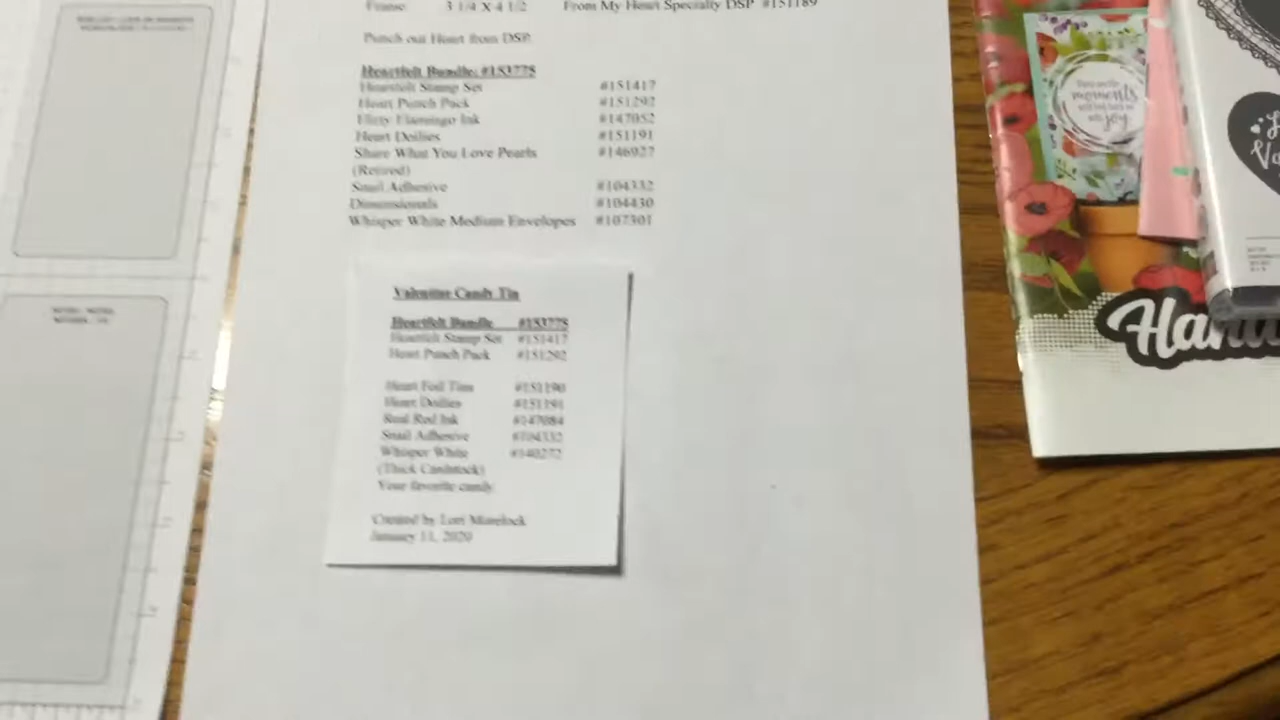 Frame: 3 1/4 X 4 1/2 From My Heart Specialty DSP #151189
Punch out Heart from DSP.
Heartfelt Bundle: #153775
Heartfelt Stamp Set #151417
Heart Punch Pack #151292
Flirty Flamingo Ink #147052
Heart Doilies #151191
Share What You Love Pearls #146927
(Retired)
Snail Adhesive #104332
Dimensionals #104430
Whisper White Medium Envelopes #107301
Valentine Candy Tin
Heartfelt Bundle #153775
Heartfelt Stamp Set #151417
Heart Punch Pack #151292
Heart Foil Tins #151190
Heart Doilies #151191
Real Red Ink #147084
Snail Adhesive #104332
Whisper White #140272
(Thick Cardstock)
Your favorite candy
Created by Lori
January 11, 2020
moments
joy